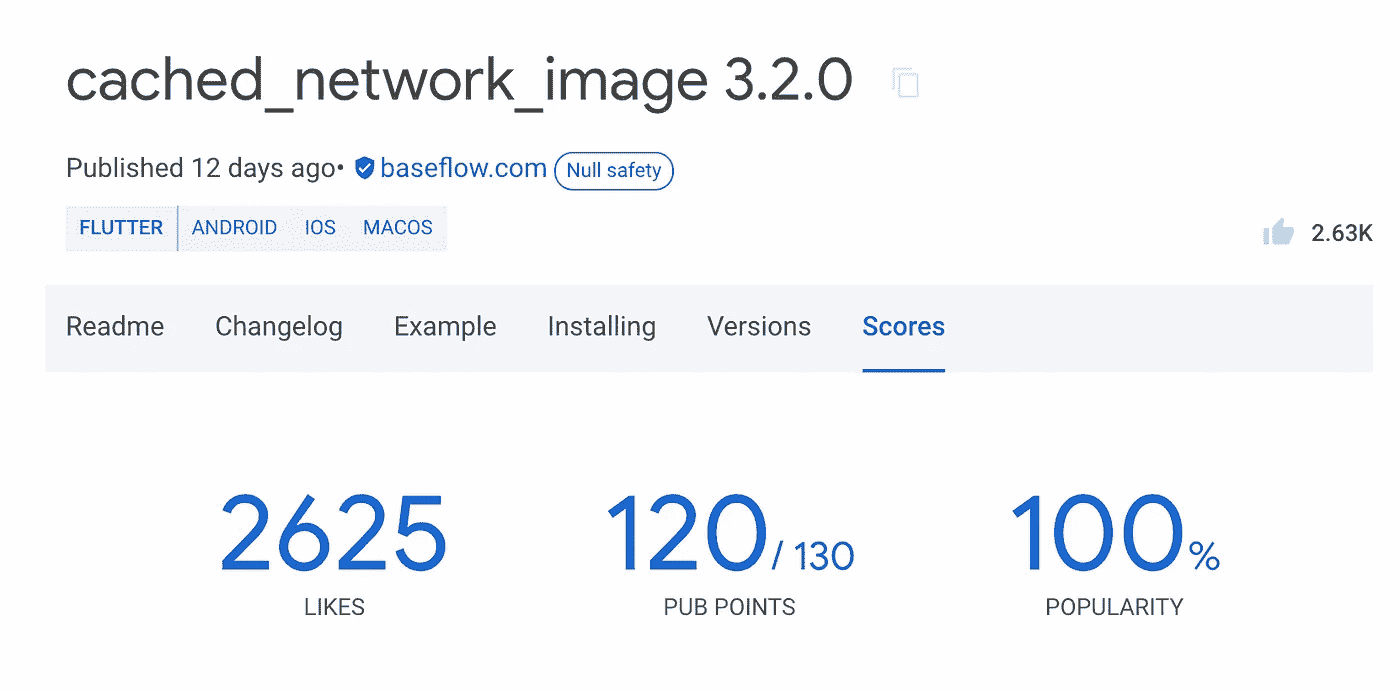 cached_network_image 3.2.0
Published 12 days ago• baseflow.com Null safety
FLUTTER ANDROID IOS MACOS
2.63K
Readme Changelog Example Installing Versions Scores
2625 120 / 130 100 %
LIKES PUB POINTS POPULARITY